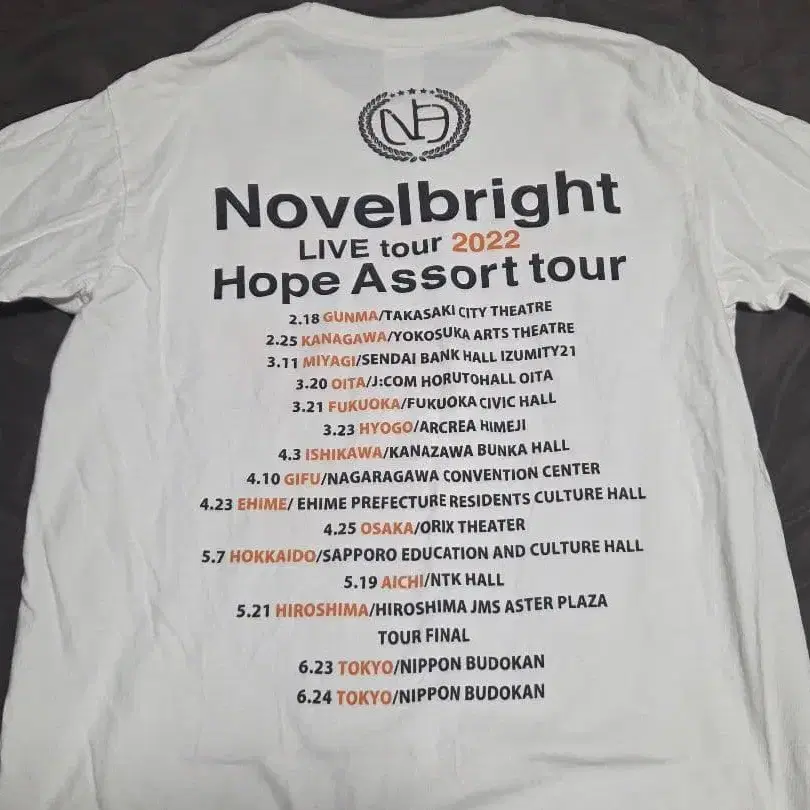 NB
Novelbright
LIVE tour 2022
Hope Assort tour
2.18 GUNMA/TAKASAKI CITY THEATRE
2.25 KANAGAWA/YOKOSUKA ARTS THEATRE
3.11 MIYAGI/SENDAI BANK HALL IZUMITY21
3.20 OITA/J:COM HORUTOHALL OITA
3.21 FUKUOKA/FUKUOKA CIVIC HALL
3.23 HYOGO/ARCREA HIMEJI
4.3 ISHIKAWA/KANAZAWA BUNKA HALL
4.10 GIFU/NAGARAGAWA CONVENTION CENTER
4.23 EHIME/ EHIME PREFECTURE RESIDENTS CULTURE HALL
4.25 OSAKA/ORIX THEATER
5.7 HOKKAIDO/SAPPORO EDUCATION AND CULTURE HALL
5.19 AICHI/NTK HALL
5.21 HIROSHIMA/HIROSHIMA JMS ASTER PLAZA
TOUR FINAL
6.23 TOKYO/NIPPON BUDOKAN
6.24 TOKYO/NIPPON BUDOKAN